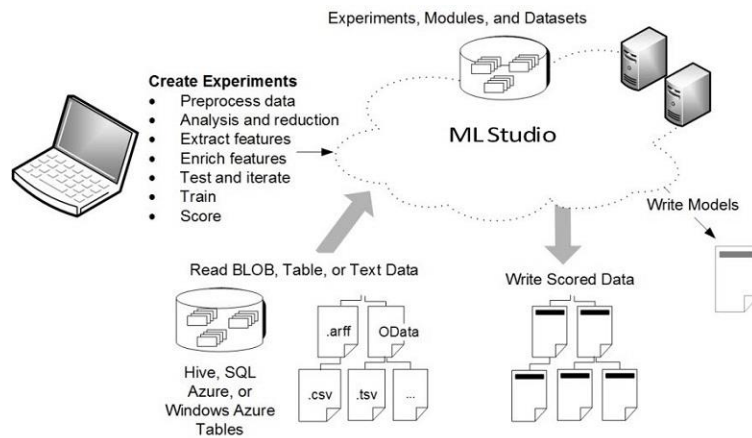 Experiments, Modules, and Datasets
Create Experiments
• Preprocess data
• Analysis and reduction
• Extract features
• Enrich features
• Test and iterate
• Train
• Score
ML Studio
Write Models
Read BLOB, Table, or Text Data
Write Scored Data
.arff
OData
.csv
.tsv
...
Hive, SQL
Azure, or
Windows Azure
Tables